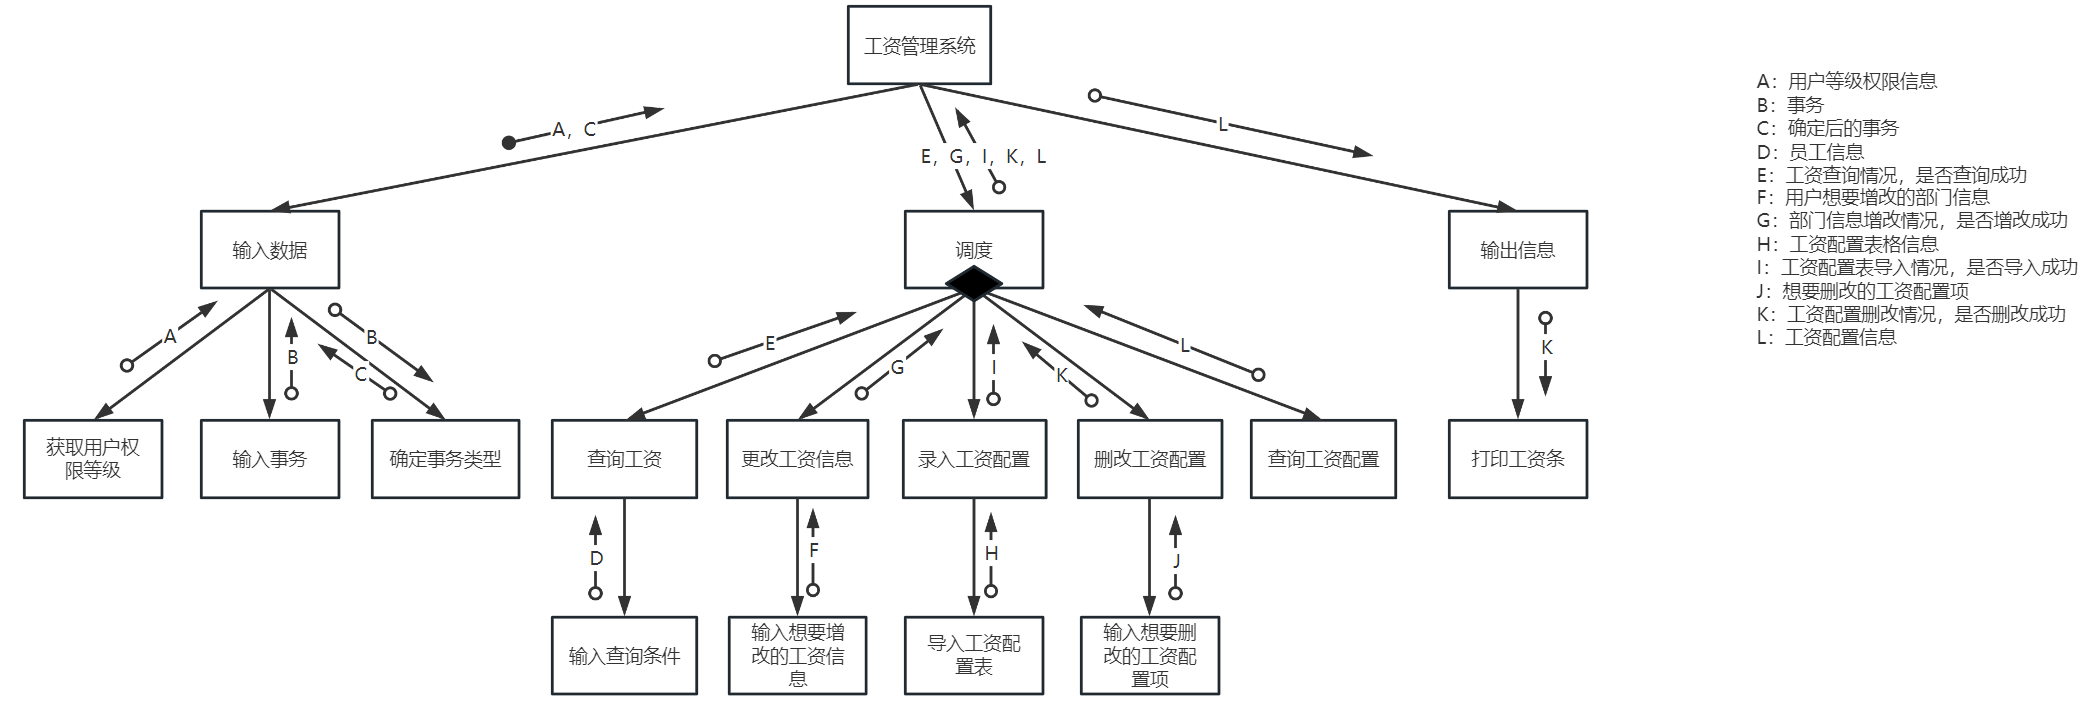 工资管理系统
A：用户等级权限信息
B：事务
C：确定后的事务
D：员工信息
E：工资查询情况，是否查询成功
F：用户想要增改的部门信息
G：部门信息增改情况，是否增改成功
H：工资配置表格信息
I：工资配置表导入情况，是否导入成功
J：想要删改的工资配置项
K：工资配置删改情况，是否删改成功
L：工资配置信息
A，C
E，G，I，K，L
L
输入数据
调度
输出信息
A
B
B
C
E
G
I
K
L
K
获取用户权
限等级
输入事务
确定事务类型
查询工资
更改工资信息
录入工资配置
删改工资配置
查询工资配置
打印工资条
D
F
H
J
输入查询条件
输入想要增
改的工资信
息
导入工资配
置表
输入想要删
改的工资配
置项